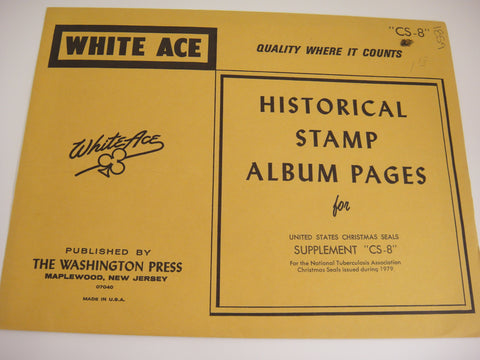 WHITE ACE
QUALITY WHERE IT COUNTS
"CS-8"
HISTORICAL
STAMP
ALBUM PAGES
for
UNITED STATES CHRISTMAS SEALS
SUPPLEMENT "CS-8"
For the National Tuberculosis Association
Christmas Seals issued during 1979.
White Ace
PUBLISHED BY
THE WASHINGTON PRESS
MAPLEWOOD, NEW JERSEY
07040
MADE IN U.S.A.